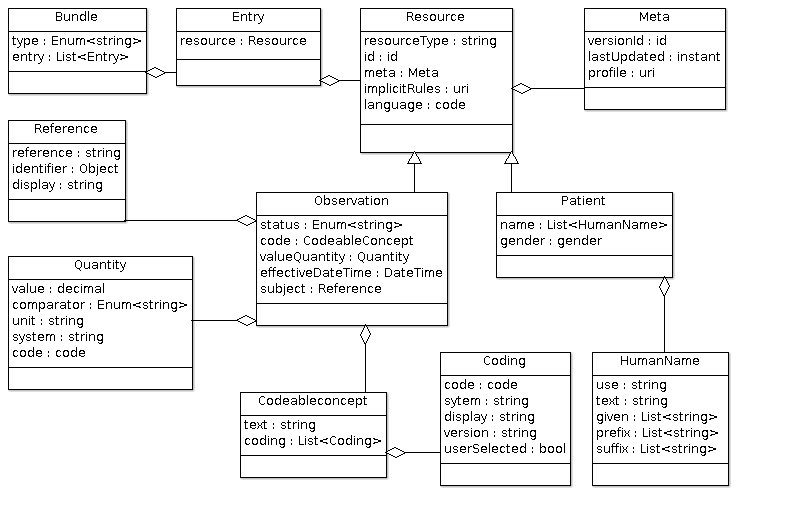 Bundle
type : Enum<string>
entry : List<Entry>
Entry
resource : Resource
Resource
resourceType : string
id : id
meta : Meta
implicitRules : uri
language : code
Meta
versionId : id
lastUpdated : instant
profile : uri
Reference
reference : string
identifier : Object
display : string
Observation
status : Enum<string>
code : CodeableConcept
valueQuantity : Quantity
effectiveDateTime : DateTime
subject : Reference
Patient
name : List<HumanName>
gender : gender
Quantity
value : decimal
comparator : Enum<string>
unit : string
system : string
code : code
Codeableconcept
text : string
coding : List<Coding>
Coding
code : code
sytem : string
display : string
version : string
userSelected : bool
HumanName
use : string
text : string
given : List<string>
prefix : List<string>
suffix : List<string>